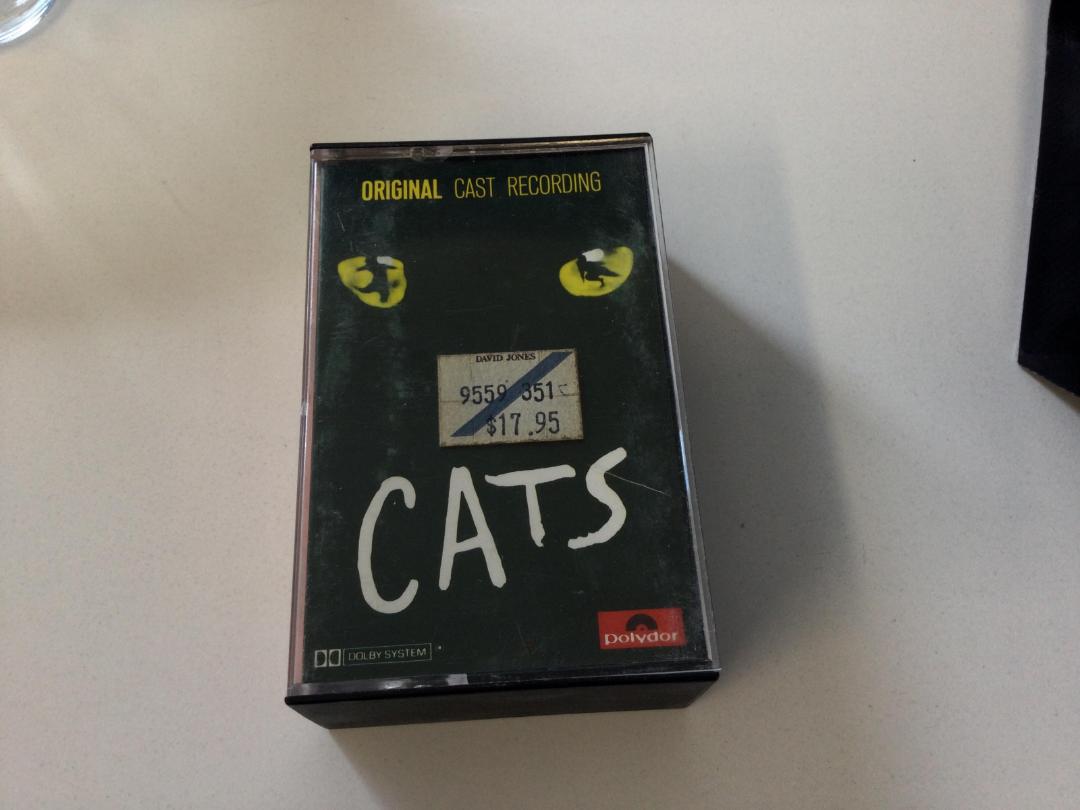 ORIGINAL CAST RECORDING
DAVID JONES
9559 351
$17.95
CATS
polydor
DOLBY SYSTEM